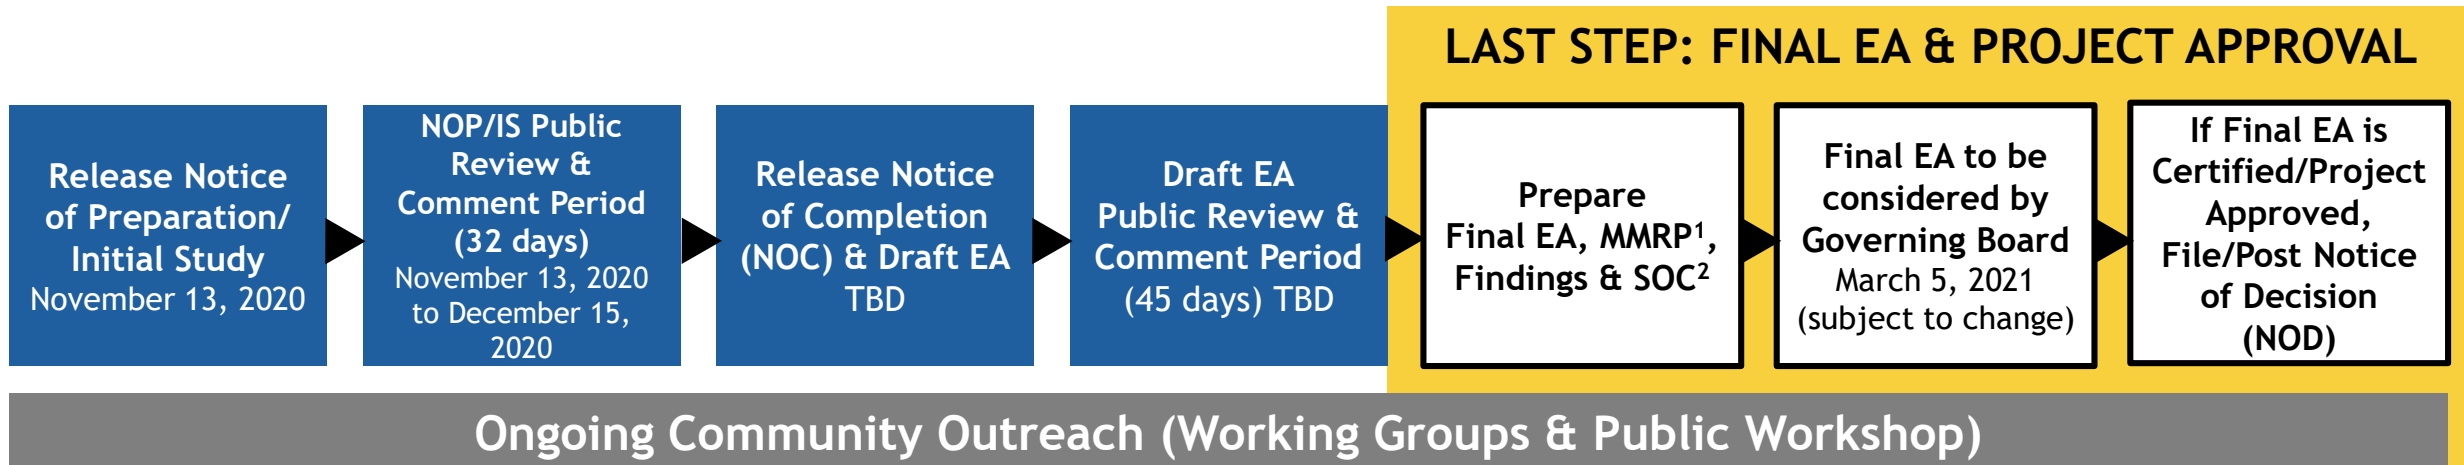 LAST STEP: FINAL EA & PROJECT APPROVAL
Release Notice
of Preparation/
Initial Study
November 13, 2020
NOP/IS Public
Review &
Comment Period
(32 days)
November 13, 2020
to December 15,
2020
Release Notice
of Completion
(NOC) & Draft EA
TBD
Draft EA
Public Review &
Comment Period
(45 days) TBD
Prepare
Final EA, MMRP¹,
Findings & SOC²
Final EA to be
considered by
Governing Board
March 5, 2021
(subject to change)
If Final EA is
Certified/Project
Approved,
File/Post Notice
of Decision
(NOD)
Ongoing Community Outreach (Working Groups & Public Workshop)